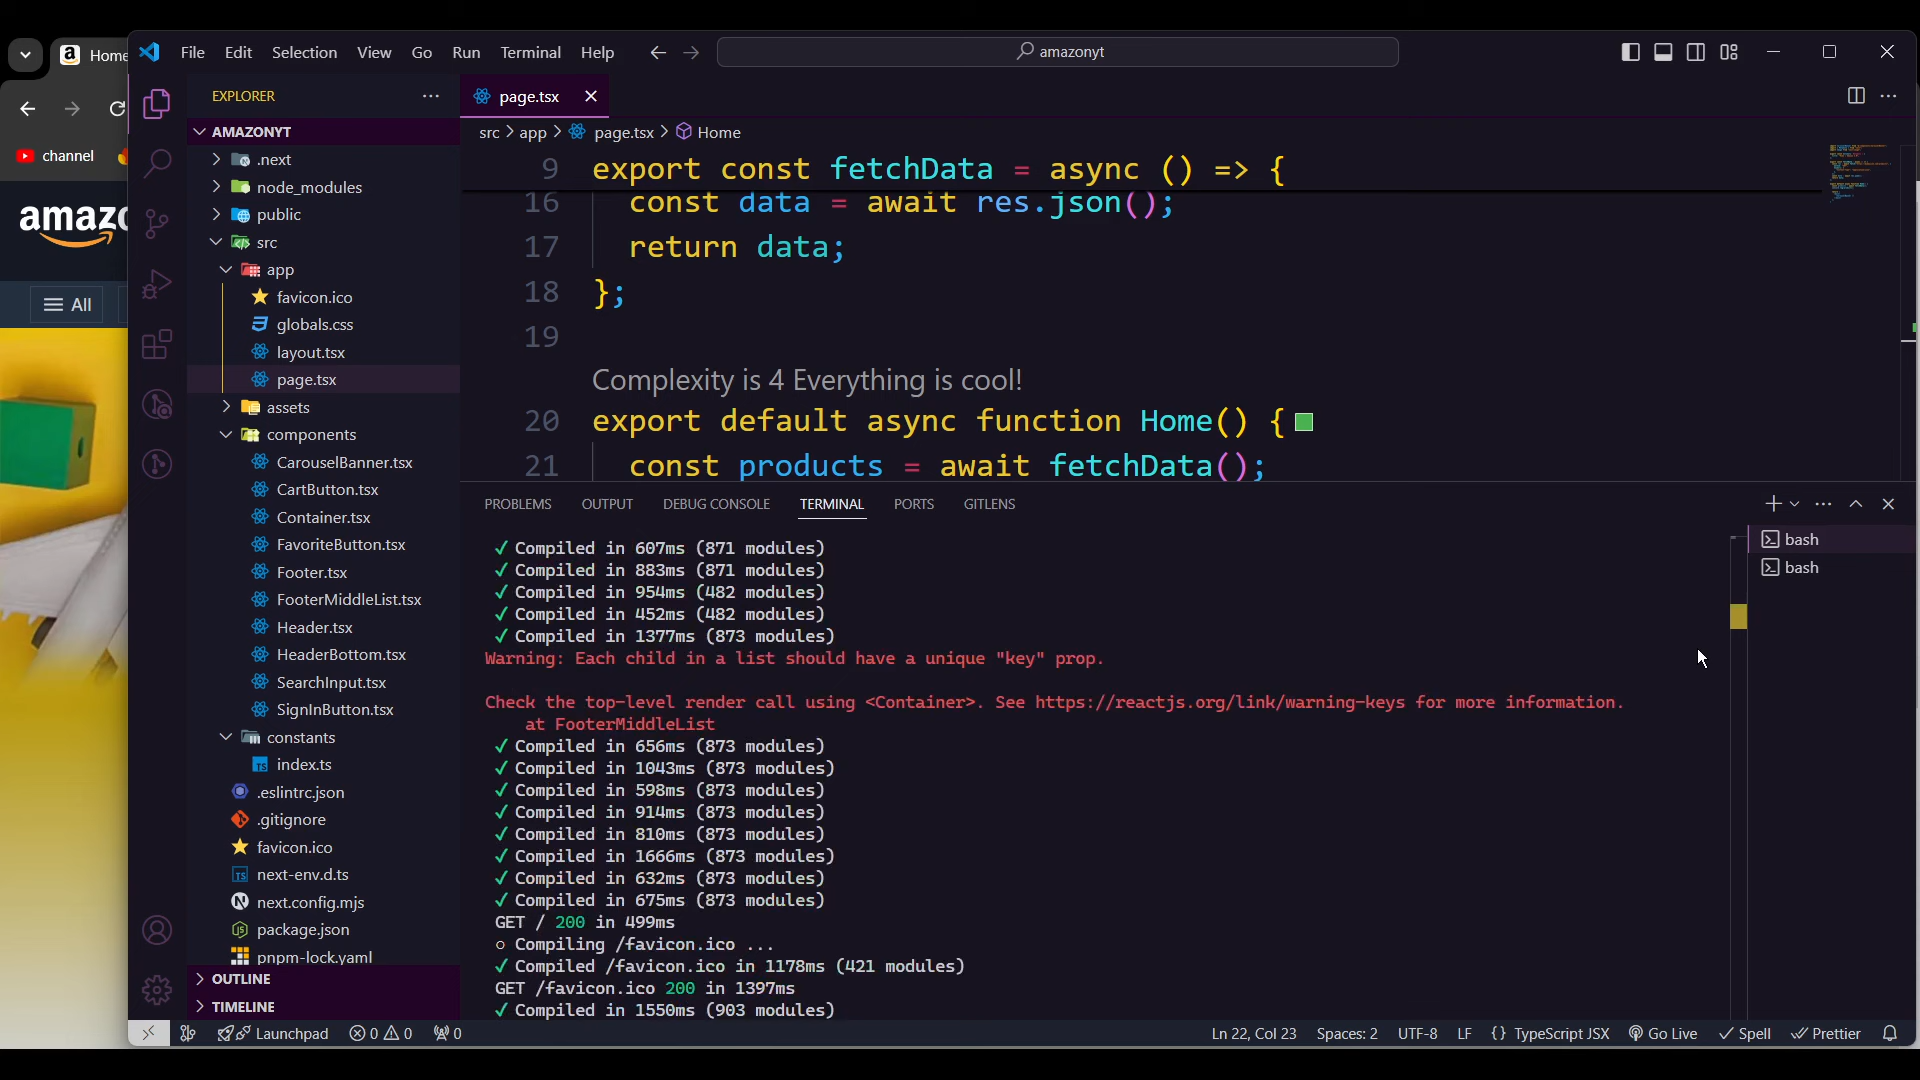 Home
File Edit Selection View Go Run Terminal Help
amazonyt
channel
amazo
All
EXPLORER
AMAZONYT
.next
node_modules
public
src
app
favicon.ico
globals.css
layout.tsx
page.tsx
assets
components
CarouselBanner.tsx
CartButton.tsx
Container.tsx
FavoriteButton.tsx
Footer.tsx
FooterMiddleList.tsx
Header.tsx
HeaderBottom.tsx
SearchInput.tsx
SignInButton.tsx
constants
index.ts
.eslintrc.json
.gitignore
favicon.ico
next-env.d.ts
next.config.mjs
package.json
pnpm-lock.yaml
OUTLINE
TIMELINE
page.tsx
src > app > page.tsx > Home
9 export const fetchData = async () => {
16 const data = await res.json();
17 return data;
18 };
19
Complexity is 4 Everything is cool!
20 export default async function Home() {
21 const products = await fetchData();
PROBLEMS OUTPUT DEBUG CONSOLE TERMINAL PORTS GITLENS
✓ Compiled in 607ms (871 modules)
✓ Compiled in 883ms (871 modules)
✓ Compiled in 954ms (482 modules)
✓ Compiled in 452ms (482 modules)
✓ Compiled in 1377ms (873 modules)
Warning: Each child in a list should have a unique "key" prop.
Check the top-level render call using <Container>. See https://reactjs.org/link/warning-keys for more information.
at FooterMiddleList
✓ Compiled in 656ms (873 modules)
✓ Compiled in 1043ms (873 modules)
✓ Compiled in 598ms (873 modules)
✓ Compiled in 914ms (873 modules)
✓ Compiled in 810ms (873 modules)
✓ Compiled in 1666ms (873 modules)
✓ Compiled in 632ms (873 modules)
✓ Compiled in 675ms (873 modules)
GET / 200 in 499ms
○ Compiling /favicon.ico ...
✓ Compiled /favicon.ico in 1178ms (421 modules)
GET /favicon.ico 200 in 1397ms
✓ Compiled in 1550ms (903 modules)
bash
bash
Launchpad 0 0 0 Ln 22, Col 23 Spaces: 2 UTF-8 LF {} TypeScript JSX Go Live Spell Prettier